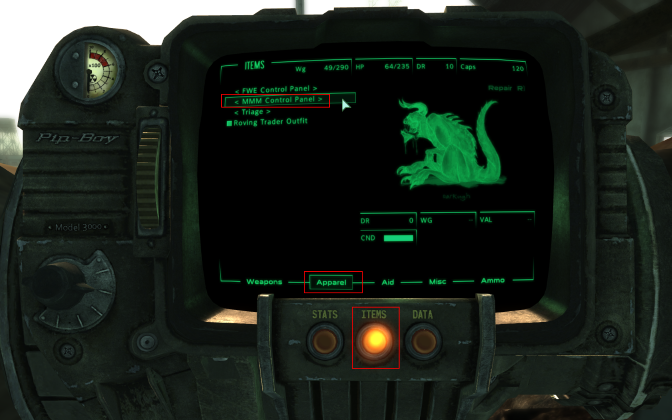 ITEMS Wg 49/290 HP 64/235 DR 10 Caps 120
< FWE Control Panel >
< MMM Control Panel >
< Triage >
Roving Trader Outfit
Repair R)
x100
Pip-Boy
Model 3000
DR 0 WG - VAL -
CND
Weapons Apparel Aid Misc Ammo
STATS ITEMS DATA